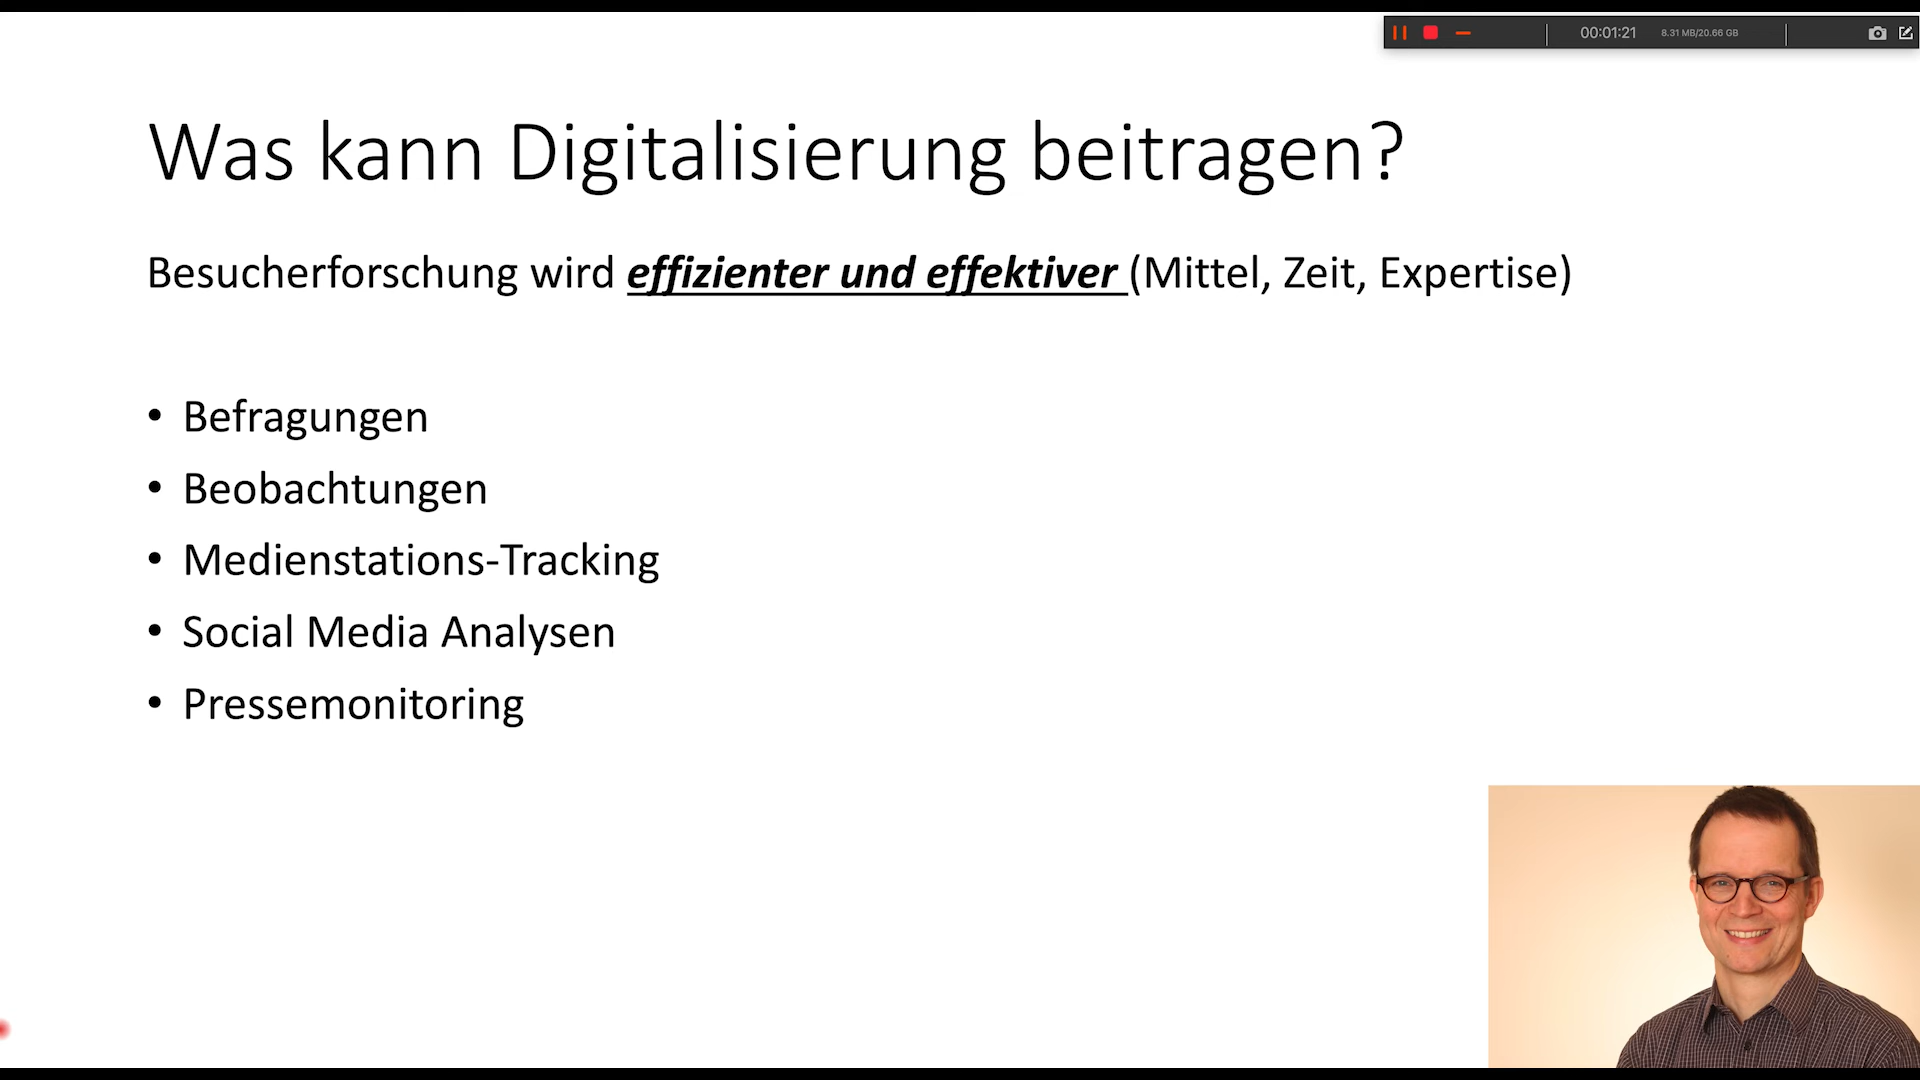 00:01:21 8.31 MB/20.66 GB
Was kann Digitalisierung beitragen?
Besucherforschung wird effizienter und effektiver (Mittel, Zeit, Expertise)
• Befragungen
• Beobachtungen
• Medienstations-Tracking
• Social Media Analysen
• Pressemonitoring